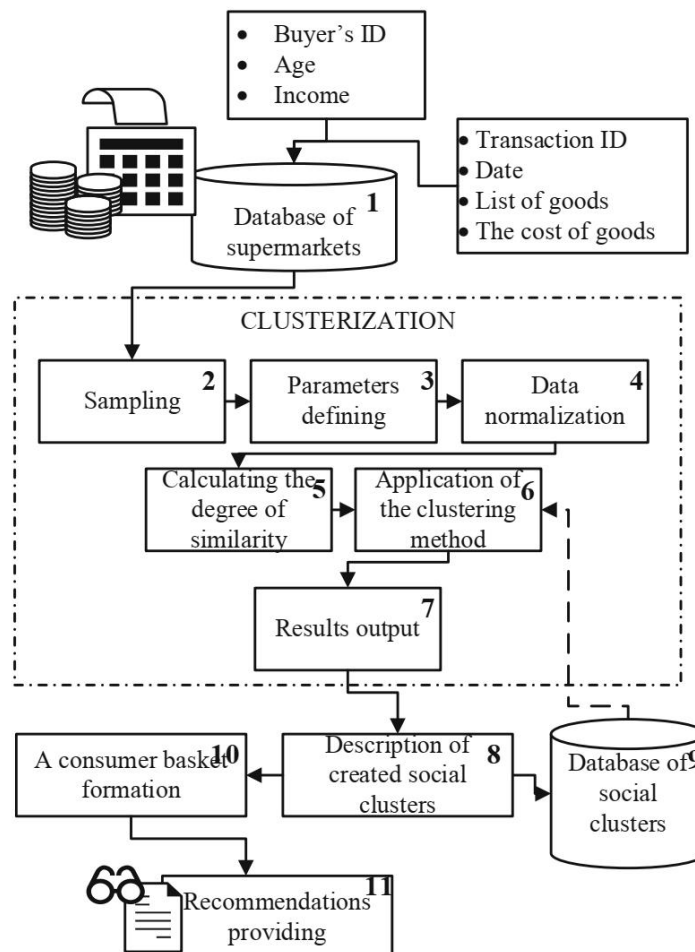 • Buyer's ID
• Age
• Income
• Transaction ID
• Date
• List of goods
• The cost of goods
1
Database of
supermarkets
CLUSTERIZATION
2
Sampling
3
Parameters
defining
4
Data
normalization
5
Calculating the
degree of
similarity
6
Application of
the clustering
method
7
Results output
8
Description of
created social
clusters
9
Database of
social
clusters
10
A consumer basket
formation
11
Recommendations
providing